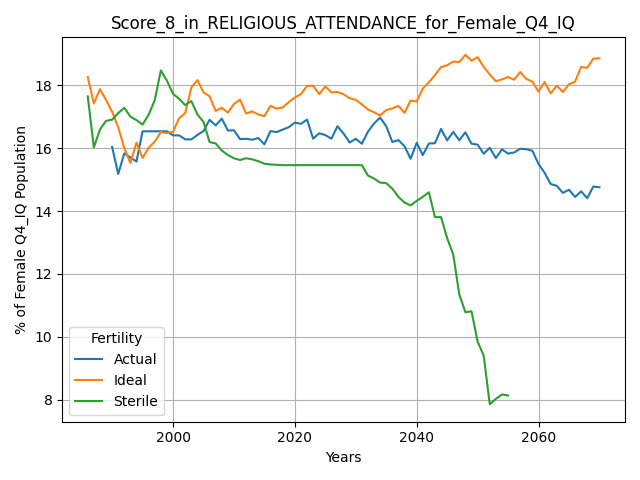 Score_8_in_RELIGIOUS_ATTENDANCE_for_Female_Q4_IQ
% of Female Q4_IQ Population
18
16
14
12
10
8
Fertility
Actual
Ideal
Sterile
2000 2020 2040 2060
Years